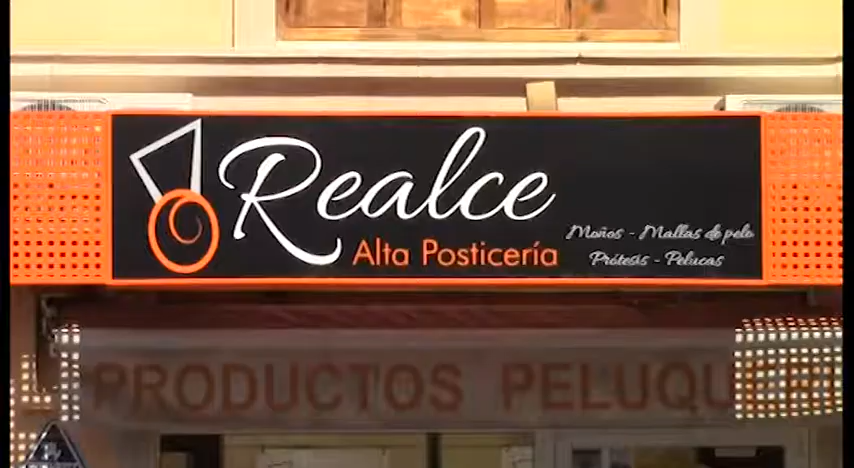 Realce
Alta Posticería
Moños - Mallas de pelo
Prótesis - Pelucas
PRODUCTOS